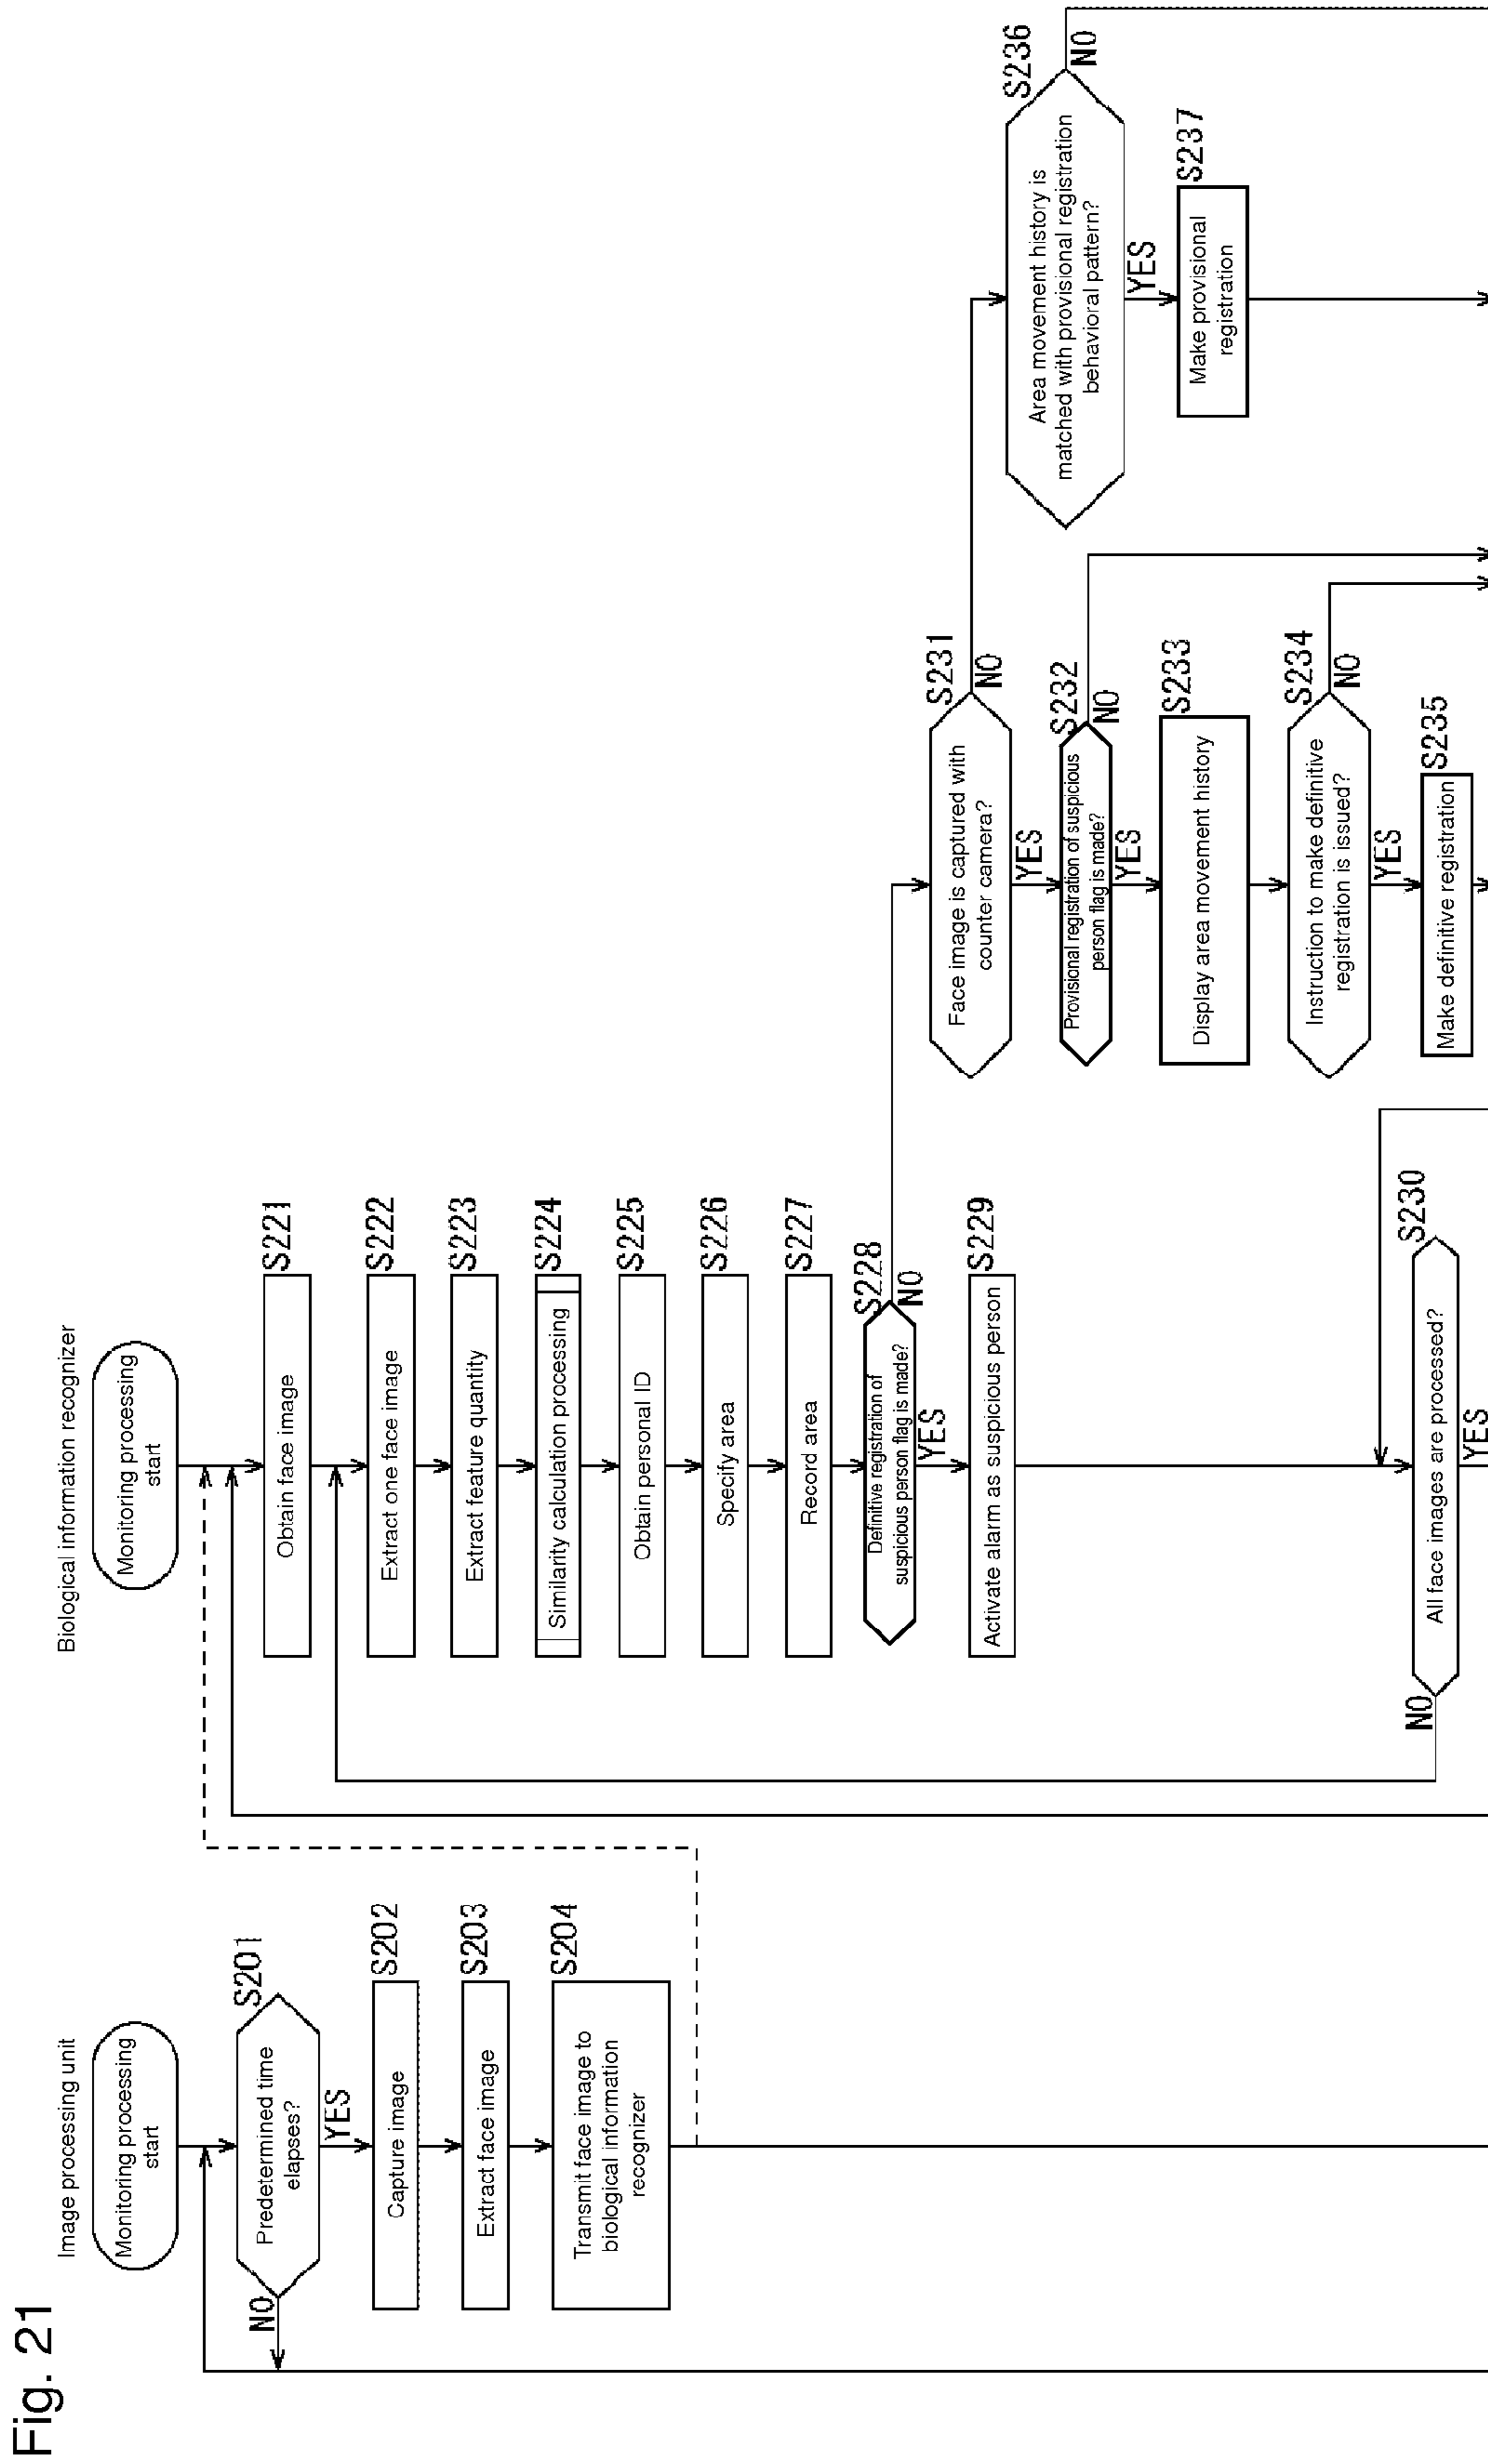 Fig. 21
Image processing unit
Monitoring processing
start
S201
Predetermined time
elapses?
NO
YES
S202
Capture image
S203
Extract face image
S204
Transmit face image to
biological information
recognizer
Biological information recognizer
Monitoring processing
start
S221
Obtain face image
S222
Extract one face image
S223
Extract feature quantity
S224
Similarity calculation processing
S225
Obtain personal ID
S226
Specify area
S227
Record area
S228
Definitive registration of
suspicious person flag is made?
NO
YES
S229
Activate alarm as suspicious person
S230
All face images are processed?
NO
YES
S231
Face image is captured with
counter camera?
NO
YES
S232
Provisional registration of suspicious
person flag is made?
NO
YES
S233
Display area movement history
S234
Instruction to make definitive
registration is issued?
NO
YES
S235
Make definitive registration
S236
Area movement history is
matched with provisional registration
behavioral pattern?
NO
YES
S237
Make provisional
registration